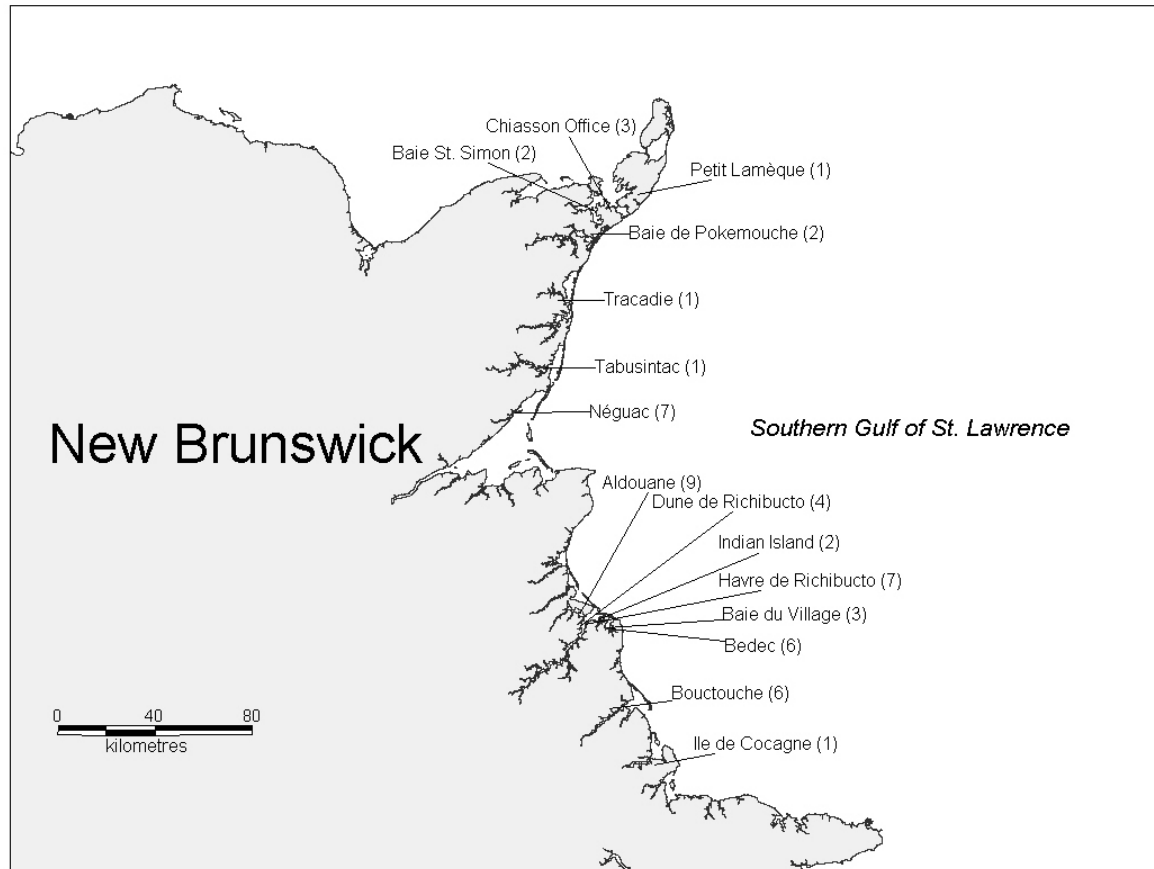 Chiasson Office (3)
Baie St. Simon (2)
Petit Lamèque (1)
Baie de Pokemouche (2)
Tracadie (1)
Tabusintac (1)
Néguac (7)
New Brunswick
Southern Gulf of St. Lawrence
Aldouane (9)
Dune de Richibucto (4)
Indian Island (2)
Havre de Richibucto (7)
Baie du Village (3)
Bedec (6)
Bouctouche (6)
Ile de Cocagne (1)
0 40 80
kilometres